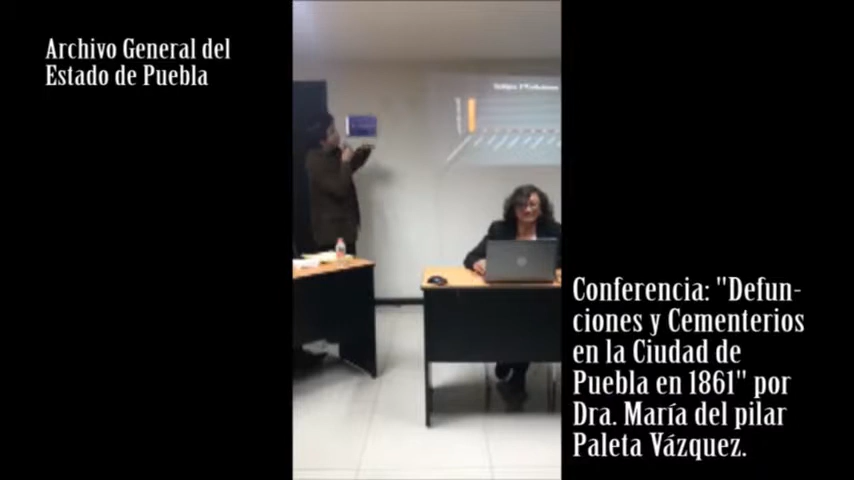 Archivo General del
Estado de Puebla
Conferencia: "Defun-
ciones y Cementerios
en la Ciudad de
Puebla en 1861" por
Dra. María del pilar
Paleta Vázquez.